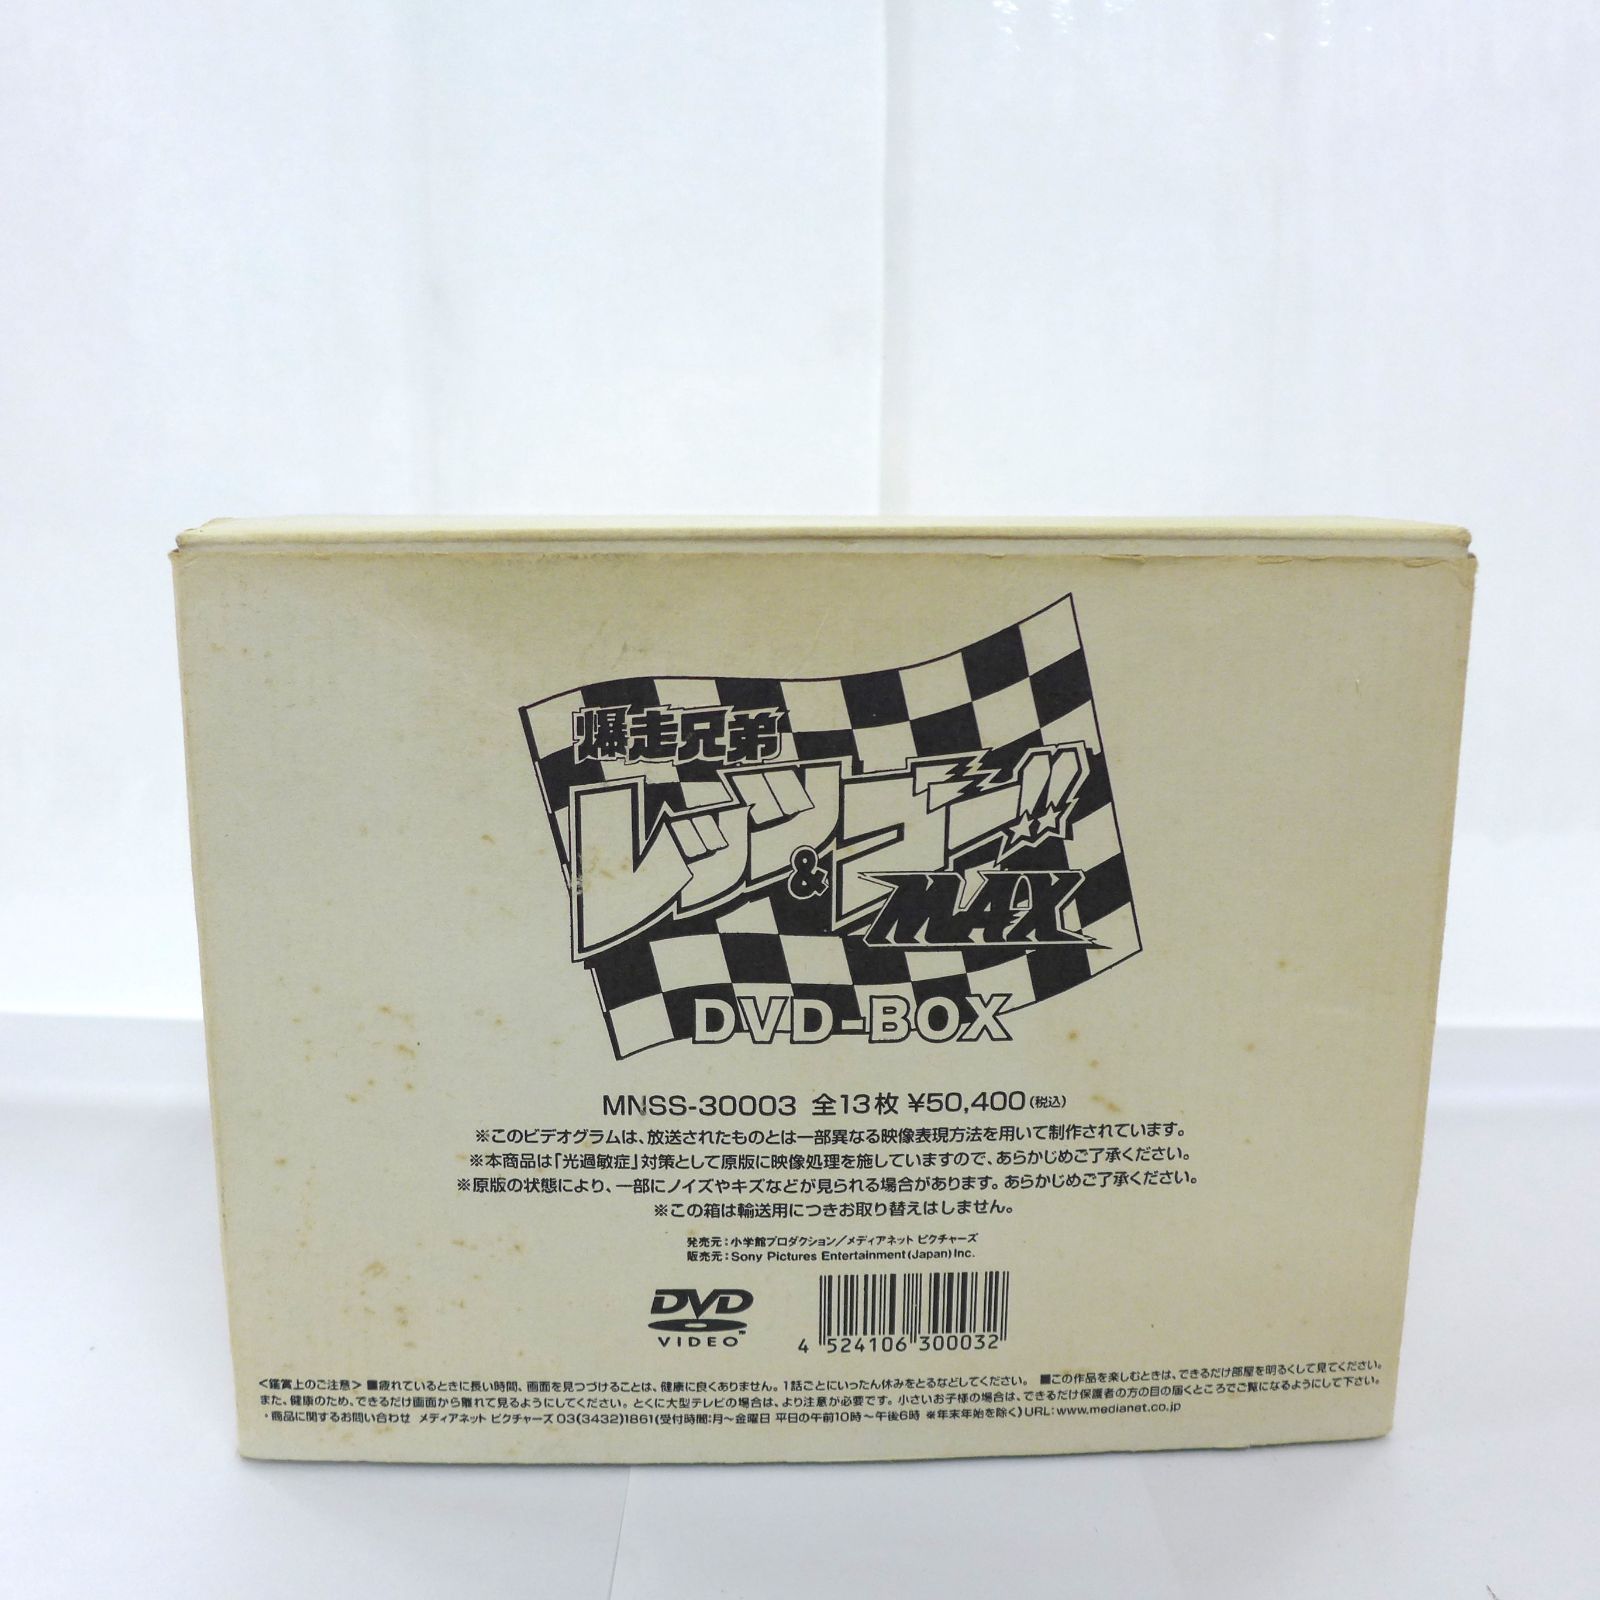 爆走兄弟
レッツ&ゴー!!
MAX
DVD-BOX
MNSS-30003 全13枚 ¥50,400(税込)
※このビデオグラムは、放送されたものとは一部異なる映像表現方法を用いて制作されています。
※本商品は「光過敏症」対策として原版に映像処理を施していますので、あらかじめご了承ください。
※原版の状態により、一部にノイズやキズなどが見られる場合があります。あらかじめご了承ください。
※この箱は輸送用につきお取り替えはしません。
発売元:小学館プロダクション/メディアネット ピクチャーズ
販売元:Sony Pictures Entertainment(Japan)Inc.
DVD
VIDEO™
4 524106 300032
<鑑賞上のご注意> ■疲れているときに長い時間、画面を見つづけることは、健康に良くありません。1話ごとにいったん休みをとるなどしてください。 ■この作品を楽しむときは、できるだけ部屋を明るくして見てください。
また、健康のため、できるだけ画面から離れて見るようにしてください。とくに大型テレビの場合は、より注意が必要です。小さいお子様の場合は、できるだけ保護者の方の目の届くところでご覧になるようにして下さい。
・商品に関するお問い合わせ メディアネット ピクチャーズ 03(3432)1861(受付時間:月～金曜日 平日の午前10時～午後6時 ※年末年始を除く)URL:www.medianet.co.jp